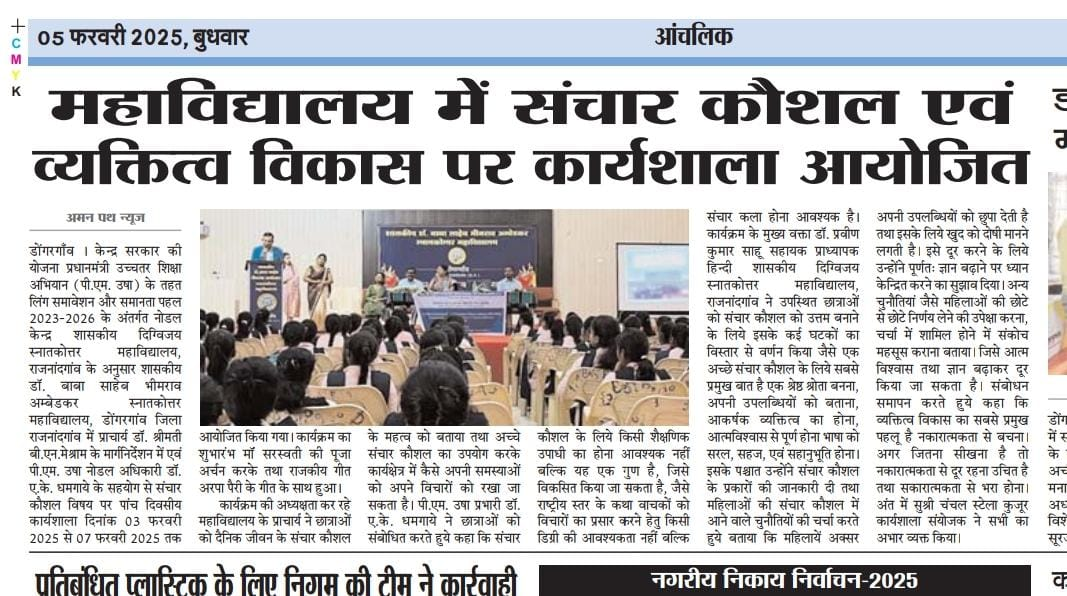 C
M
Y
K
05 फरवरी 2025, बुधवार
आंचलिक
महाविद्यालय में संचार कौशल एवं
व्यक्तित्व विकास पर कार्यशाला आयोजित
अमन पथ न्यूज
डोंगरगाँव । केन्द्र सरकार की
योजना प्रधानमंत्री उच्चतर शिक्षा
अभियान (पी.एम. उषा) के तहत
लिंग समावेशन और समानता पहल
2023-2026 के अंतर्गत नोडल
केन्द्र शासकीय दिग्विजय
स्नातकोत्तर महाविद्यालय,
राजनांदगांव के अनुसार शासकीय
डॉ. बाबा साहेब भीमराव
अम्बेडकर स्नातकोत्तर
महाविद्यालय, डोंगरगांव जिला
राजनांदगांव में प्राचार्य डॉ. श्रीमती
बी.एन.मेश्राम के मार्गनिर्देशन में एवं
पी.एम. उषा नोडल अधिकारी डॉ.
ए.के. धमगाये के सहयोग से संचार
कौशल विषय पर पांच दिवसीय
कार्यशाला दिनांक 03 फरवरी
2025 से 07 फरवरी 2025 तक
शासकीय डॉ. बाबा साहेब भीमराव अम्बेडकर
स्नातकोत्तर महाविद्यालय
आयोजित किया गया। कार्यक्रम का
शुभारंभ माँ सरस्वती की पूजा
अर्चन करके तथा राजकीय गीत
अरपा पैरी के गीत के साथ हुआ।
कार्यक्रम की अध्यक्षता कर रहे
महाविद्यालय के प्राचार्य ने छात्राओं
को दैनिक जीवन के संचार कौशल
के महत्व को बताया तथा अच्छे
संचार कौशल का उपयोग करके
कार्यक्षेत्र में कैसे अपनी समस्याओं
को अपने विचारों को रखा जा
सकता है। पी.एम. उषा प्रभारी डॉ.
ए.के. धमगाये ने छात्राओं को
संबोधित करते हुये कहा कि संचार
कौशल के लिये किसी शैक्षणिक
उपाधी का होना आवश्यक नहीं
बल्कि यह एक गुण है, जिसे
विकसित किया जा सकता है, जैसे
राष्ट्रीय स्तर के कथा वाचकों को
विचारों का प्रसार करने हेतु किसी
डिग्री की आवश्यकता नहीं बल्कि
संचार कला होना आवश्यक है।
कार्यक्रम के मुख्य वक्ता डॉ. प्रवीण
कुमार साहू सहायक प्राध्यापक
हिन्दी शासकीय दिग्विजय
स्नातकोत्तर महाविद्यालय,
राजनांदगांव ने उपस्थित छात्राओं
को संचार कौशल को उत्तम बनाने
के लिये इसके कई घटकों का
विस्तार से वर्णन किया जैसे एक
अच्छे संचार कौशल के लिये सबसे
प्रमुख बात है एक श्रेष्ठ श्रोता बनना,
अपनी उपलब्धियों को बताना,
आकर्षक व्यक्तित्व का होना,
आत्मविश्वास से पूर्ण होना भाषा को
सरल, सहज, एवं सहानुभूति होना।
इसके पश्चात उन्होंने संचार कौशल
के प्रकारों की जानकारी दी तथा
महिलाओं की संचार कौशल में
आने वाले चुनौतियों की चर्चा करते
हुये बताया कि महिलायें अक्सर
अपनी उपलब्धियों को छुपा देती है
तथा इसके लिये खुद को दोषी मानने
लगती है। इसे दूर करने के लिये
उन्होंने पूर्णतः ज्ञान बढ़ाने पर ध्यान
केन्द्रित करने का सुझाव दिया। अन्य
चुनौतियां जैसे महिलाओं की छोटे
से छोटे निर्णय लेने की उपेक्षा करना,
चर्चा में शामिल होने में संकोच
महसूस कराना बताया। जिसे आत्म
विश्वास तथा ज्ञान बढ़ाकर दूर
किया जा सकता है। संबोधन
समापन करते हुये कहा कि
व्यक्तित्व विकास का सबसे प्रमुख
पहलू है नकारात्मकता से बचना।
अगर जितना सीखना है तो
नकारात्मकता से दूर रहना उचित है
तथा सकारात्मकता से भरा होना।
अंत में सुश्री चंचल स्टेला कुजूर
कार्यशाला संयोजक ने सभी का
अभार व्यक्त किया।
प्रतिबंधित प्लास्टिक के लिए निगम की टीम ने कार्रवाही
नगरीय निकाय निर्वाचन-2025